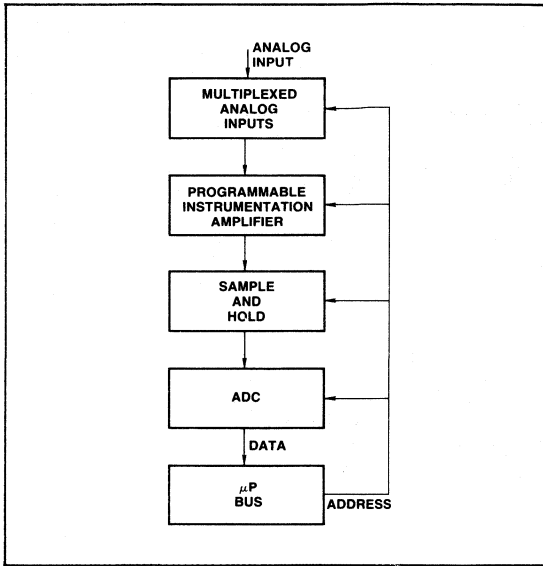 ANALOG
INPUT
MULTIPLEXED
ANALOG
INPUTS
PROGRAMMABLE
INSTRUMENTATION
AMPLIFIER
SAMPLE
AND
HOLD
ADC
DATA
μP
BUS
ADDRESS